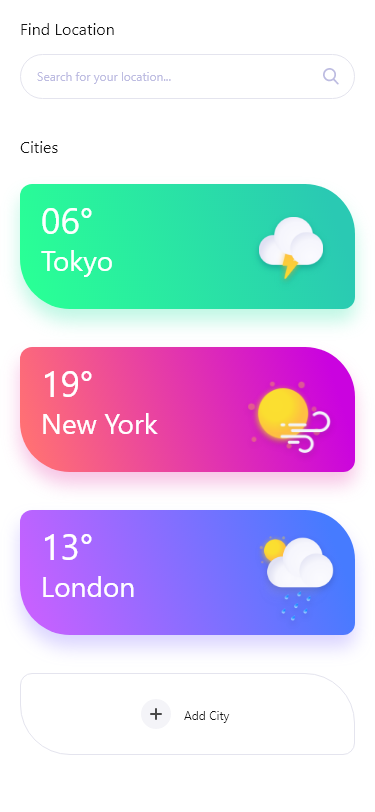 Find Location
Search for your location...
Cities
06°
Tokyo
19°
New York
13°
London
Add City